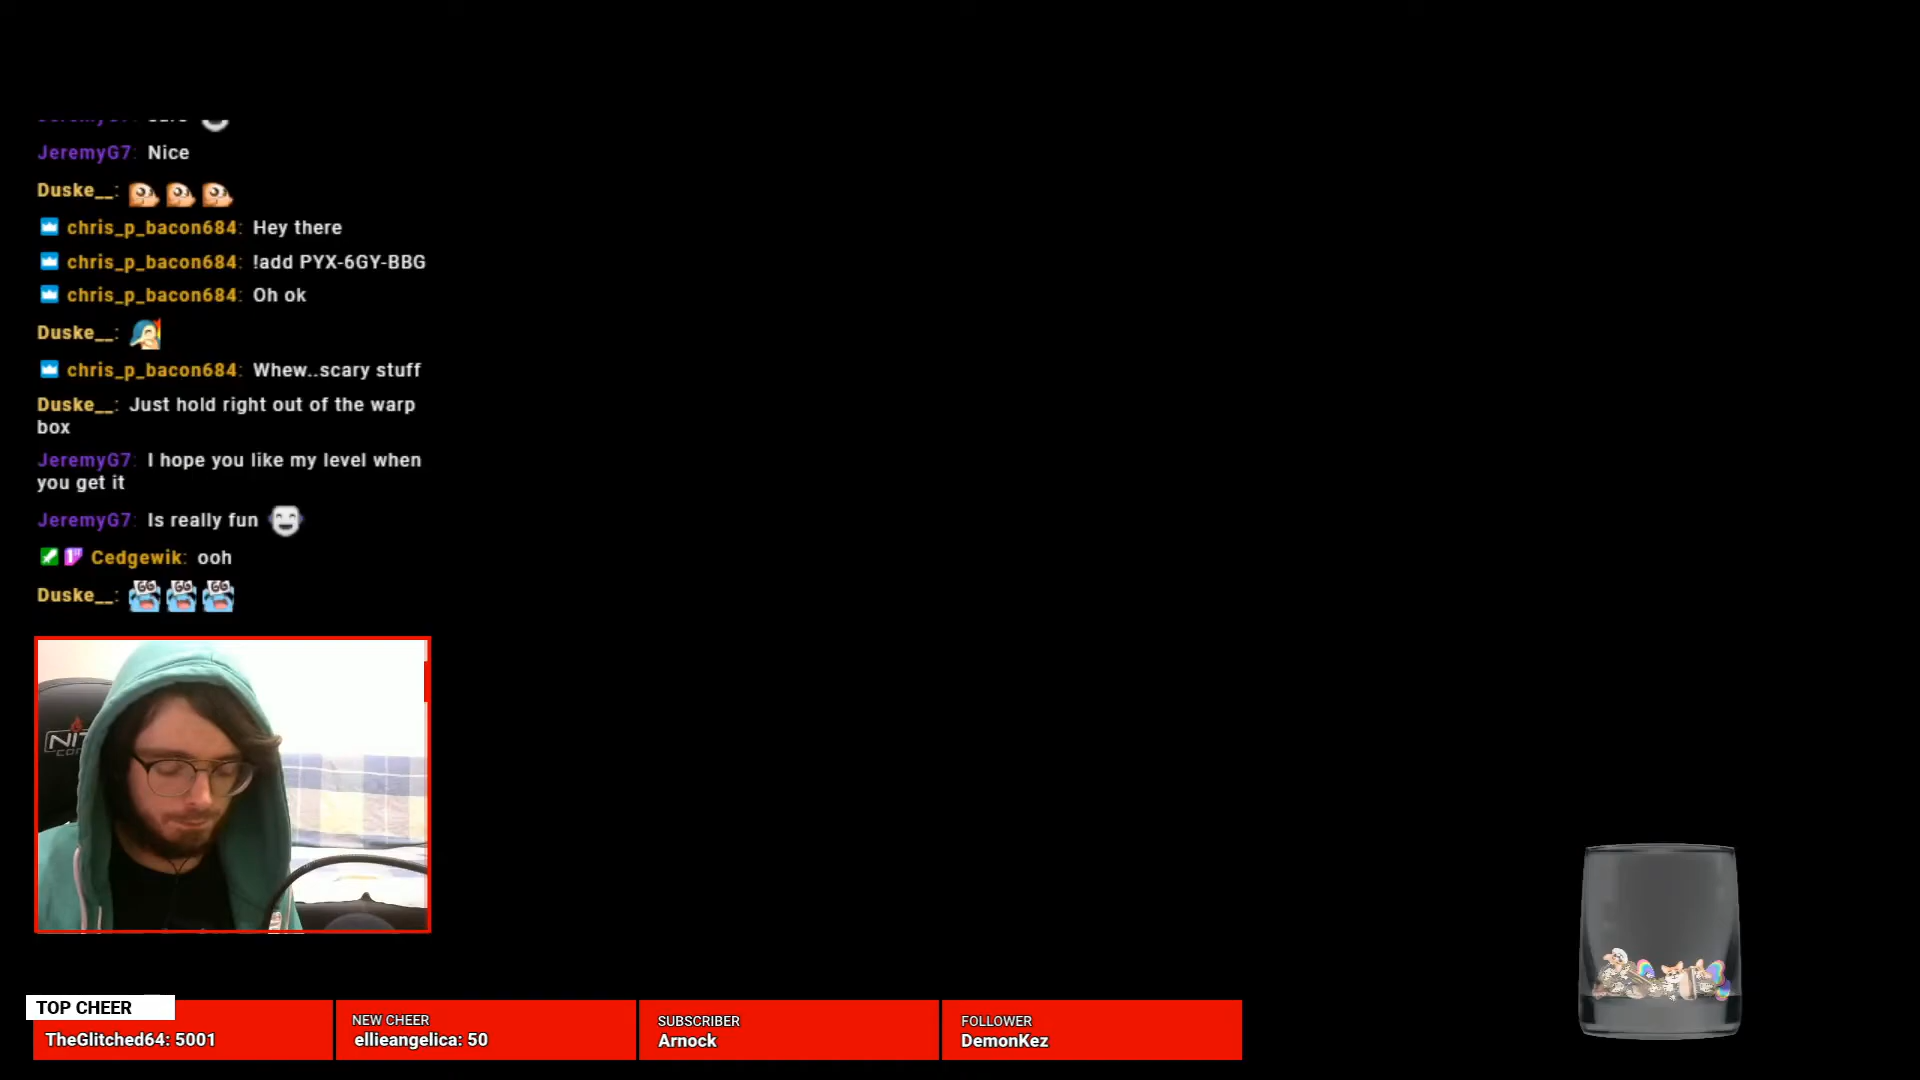 JeremyG7: Nice
Duske__:
chris_p_bacon684: Hey there
chris_p_bacon684: !add PYX-6GY-BBG
chris_p_bacon684: Oh ok
Duske__:
chris_p_bacon684: Whew..scary stuff
Duske__: Just hold right out of the warp
box
JeremyG7: I hope you like my level when
you get it
JeremyG7: Is really fun
Cedgewik: ooh
Duske__: GG GG GG
TOP CHEER
TheGlitched64: 5001
NEW CHEER
ellieangelica: 50
SUBSCRIBER
Arnock
FOLLOWER
DemonKez